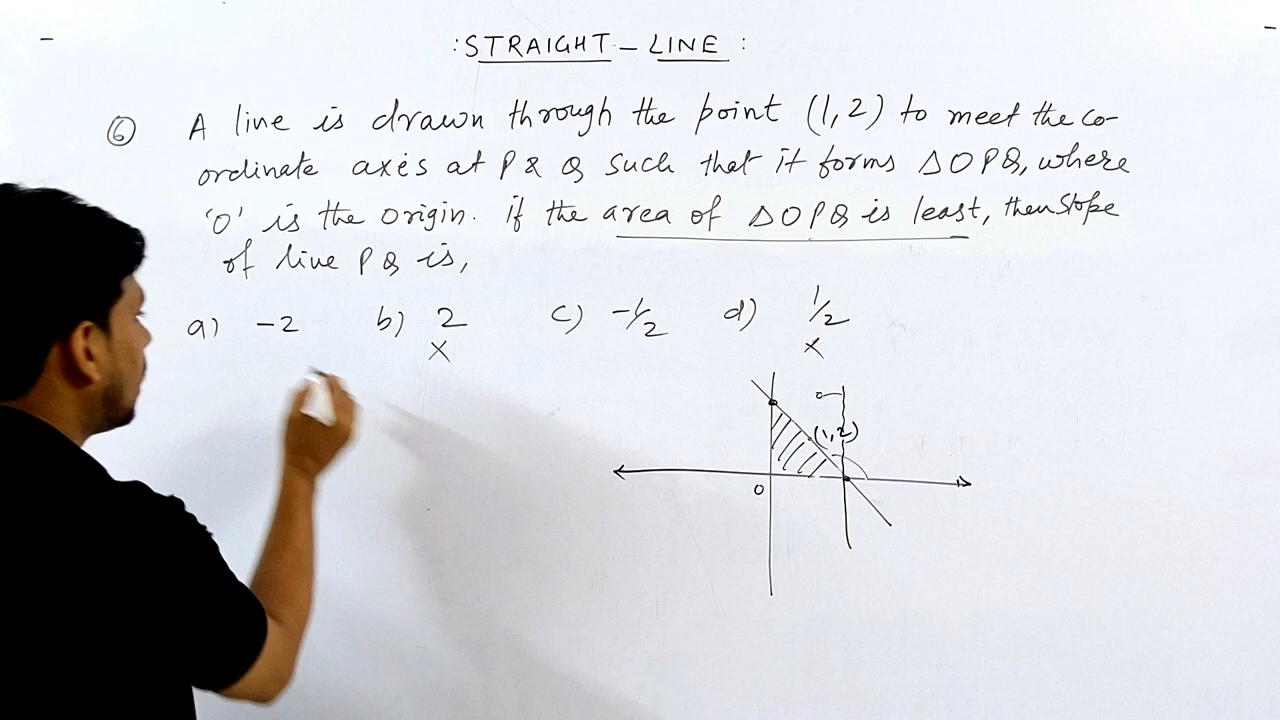 :STRAIGHT-LINE:
⑥ A line is drawn through the point (1,2) to meet the co-
ordinate axes at P & Q such that it forms ΔOPQ, where
'O' is the origin. if the area of ΔOPQ is least, then slope
of line PQ is,
a) -2 b) 2 c) -1/2 d) 1/2
x x
(1,2)
O